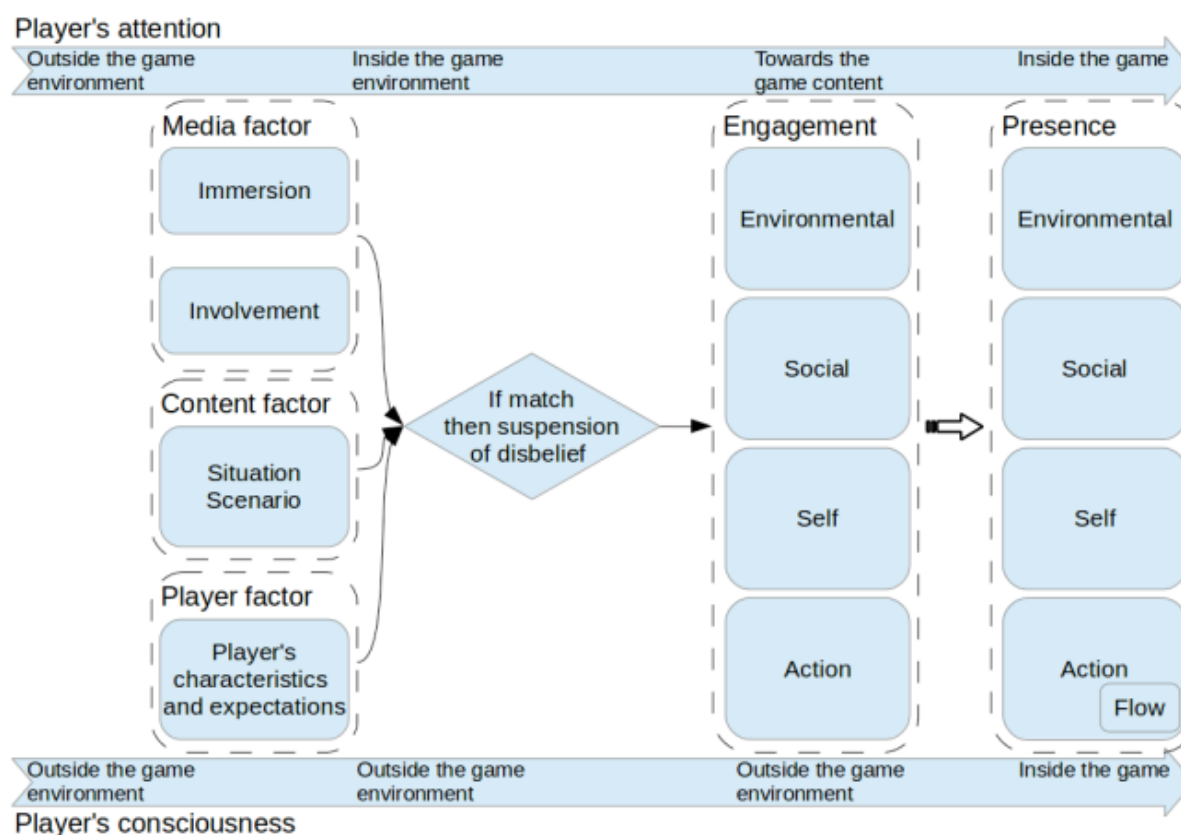 Player's attention
Outside the game
environment
Inside the game
environment
Towards the
game content
Inside the game
Media factor
Immersion
Involvement
Content factor
Situation
Scenario
Player factor
Player's
characteristics
and expectations
If match
then suspension
of disbelief
Engagement
Environmental
Social
Self
Action
Presence
Environmental
Social
Self
Action
Flow
Outside the game
environment
Outside the game
environment
Outside the game
environment
Inside the game
Player's consciousness